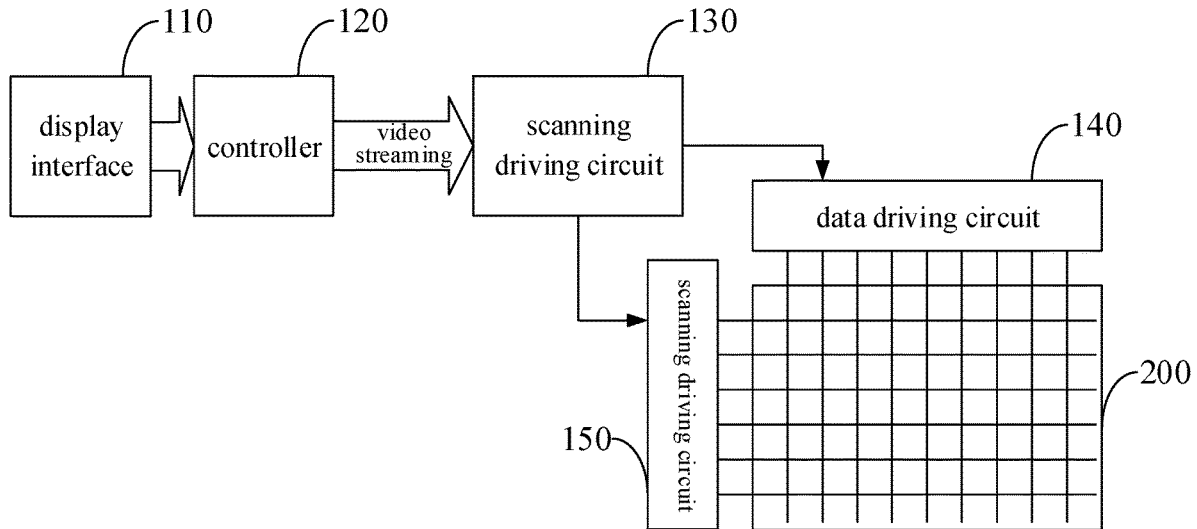 110
120
130
display
interface
controller
video
streaming
scanning
driving circuit
140
data driving circuit
scanning driving circuit
150
200